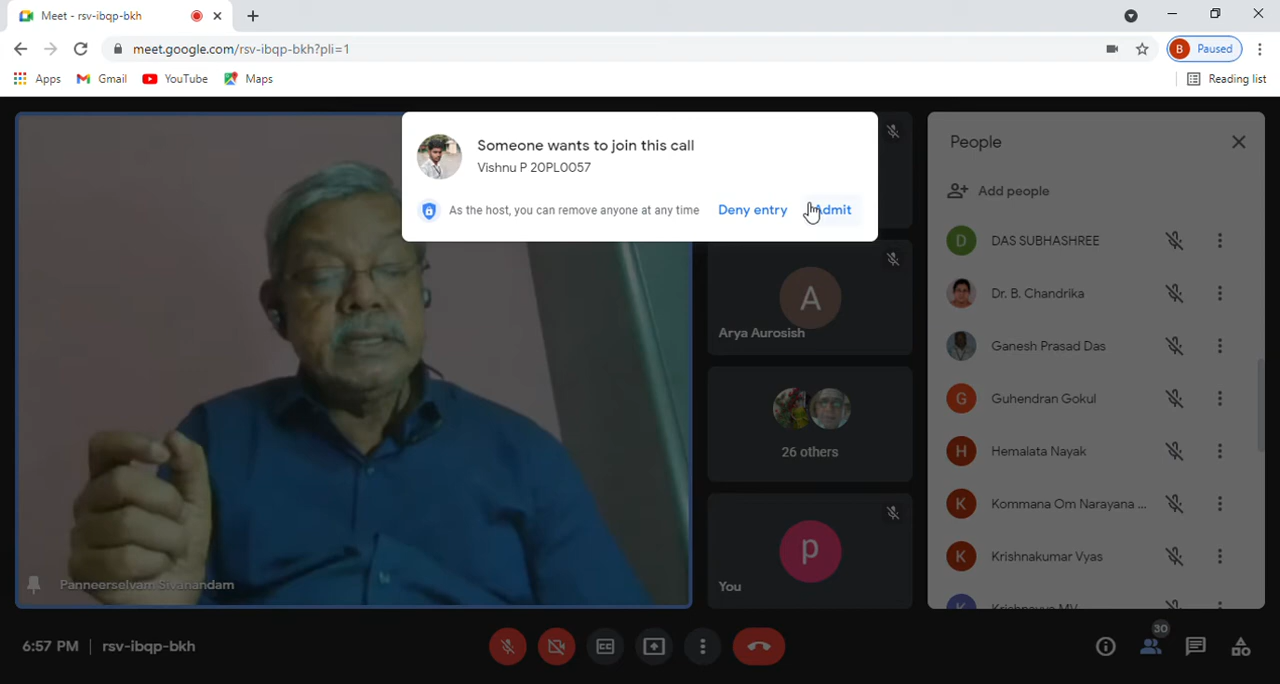 Meet - rsv-ibqp-bkh
meet.google.com/rsv-ibqp-bkh?pli=1
B Paused
Apps Gmail YouTube Maps
Reading list
Someone wants to join this call
Vishnu P 20PL0057
As the host, you can remove anyone at any time Deny entry Admit
People
Add people
D DAS SUBHASHREE
Dr. B. Chandrika
Ganesh Prasad Das
G Guhendran Gokul
H Hemalata Nayak
K Kommana Om Narayana ...
K Krishnakumar Vyas
K Krishnavya MV
A
Arya Aurosish
26 others
p
You
Panneerselvam Sivanandam
6:57 PM | rsv-ibqp-bkh
CC
30